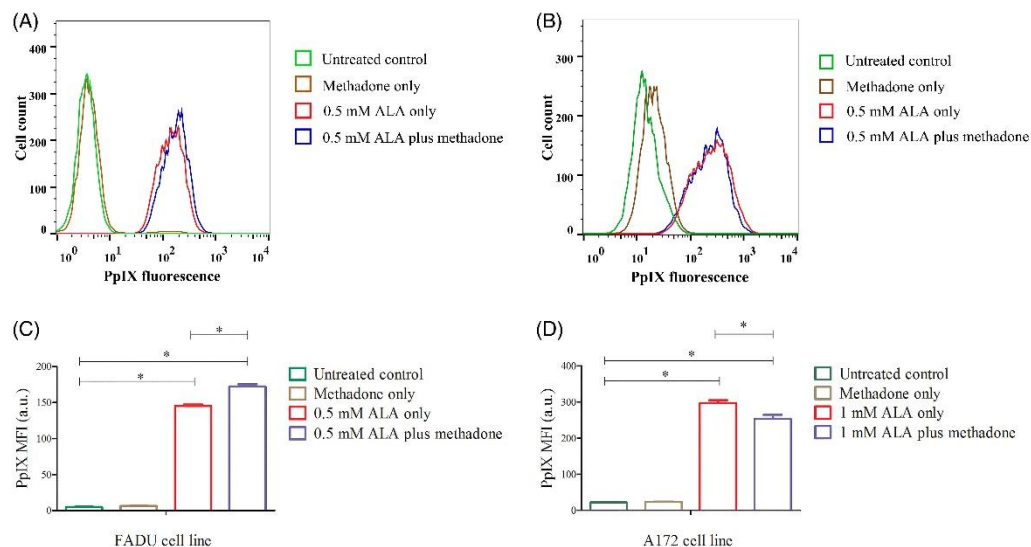 (A)
Cell count
400
300
200
100
0
10^0
10^1
10^2
10^3
10^4
PpIX fluorescence
Untreated control
Methadone only
0.5 mM ALA only
0.5 mM ALA plus methadone
(B)
Cell count
300
200
100
0
10^0
10^1
10^2
10^3
10^4
PpIX fluorescence
Untreated control
Methadone only
0.5 mM ALA only
0.5 mM ALA plus methadone
(C)
PpIX MFI (a.u.)
200
150
100
50
0
*
*
*
FADU cell line
Untreated control
Methadone only
0.5 mM ALA only
0.5 mM ALA plus methadone
(D)
PpIX MFI (a.u.)
400
300
200
100
0
*
*
*
A172 cell line
Untreated control
Methadone only
1 mM ALA only
1 mM ALA plus methadone